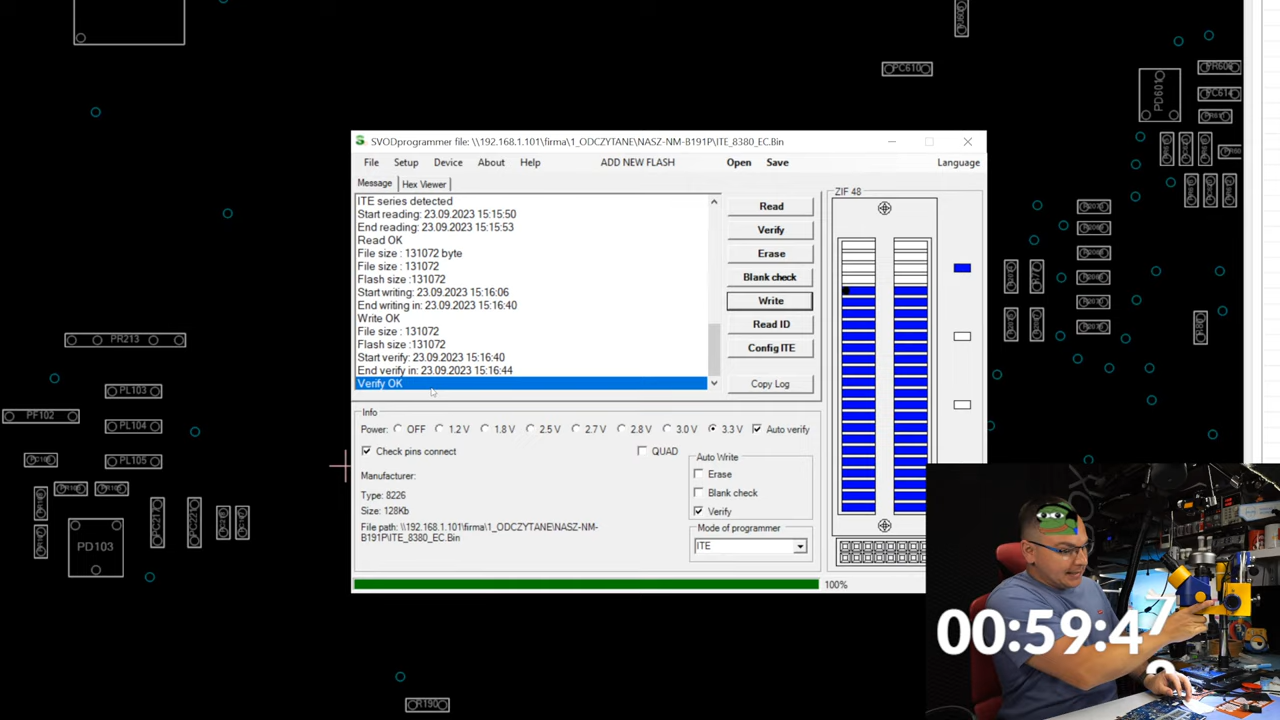 PC610
PR606
PC614
PD601
SVODprogrammer file: \\192.168.1.101\firma\1_ODCZYTANE\NASZ-NM-B191P\ITE_8380_EC.Bin
File Setup Device About Help ADD NEW FLASH Open Save Language
Message Hex Viewer
ITE series detected
Start reading: 23.09.2023 15:15:50
End reading: 23.09.2023 15:15:53
Read OK
File size : 131072 byte
File size : 131072
Flash size :131072
Start writing: 23.09.2023 15:16:06
End writing in: 23.09.2023 15:16:40
Write OK
File size : 131072
Flash size :131072
Start verify: 23.09.2023 15:16:40
End verify in: 23.09.2023 15:16:44
Verify OK
Read
Verify
Erase
Blank check
Write
Read ID
Config ITE
Copy Log
ZIF 48
Info
Power: OFF 1.2 V 1.8 V 2.5 V 2.7 V 2.8 V 3.0 V 3.3 V Auto verify
Check pins connect
QUAD
Manufacturer:
Type: 8226
Size: 128Kb
File path: \\192.168.1.101\firma\1_ODCZYTANE\NASZ-NM-
B191P\ITE_8380_EC.Bin
Auto Write
Erase
Blank check
Verify
Mode of programmer
ITE
100%
PR213
PL103
PF102
PL104
PL105
PD103
R2070
R190
00:59:4